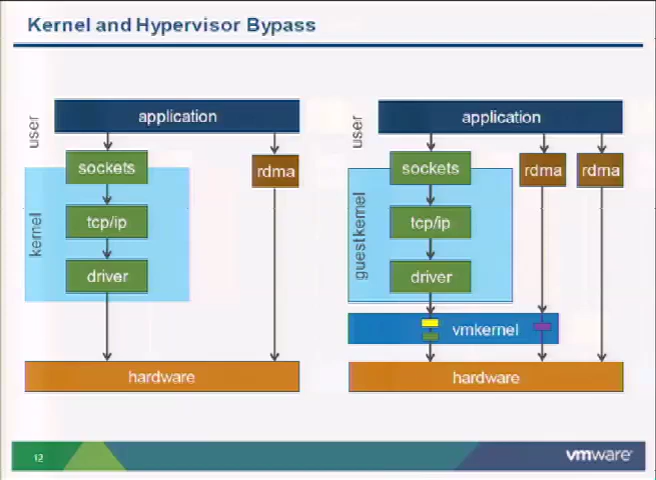 Kernel and Hypervisor Bypass
user
application
sockets
rdma
kernel
tcp/ip
driver
hardware
user
application
sockets
rdma
rdma
guest kernel
tcp/ip
driver
vmkernel
hardware
12
vmware